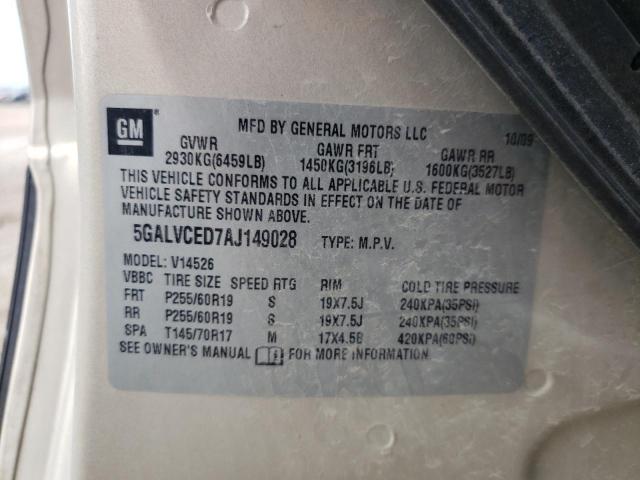 GM
MFD BY GENERAL MOTORS LLC 10/09
GVWR GAWR FRT GAWR RR
2930KG(6459LB) 1450KG(3196LB) 1600KG(3527LB)
THIS VEHICLE CONFORMS TO ALL APPLICABLE U.S. FEDERAL MOTOR
VEHICLE SAFETY STANDARDS IN EFFECT ON THE DATE OF
MANUFACTURE SHOWN ABOVE.
5GALVCED7AJ149028 TYPE: M.P.V.
MODEL: V14526
VBBC TIRE SIZE SPEED RTG RIM COLD TIRE PRESSURE
FRT P255/60R19 S 19X7.5J 240KPA(35PSI)
RR P255/60R19 S 19X7.5J 240KPA(35PSI)
SPA T145/70R17 M 17X4.5B 420KPA(60PSI)
SEE OWNER'S MANUAL FOR MORE INFORMATION.